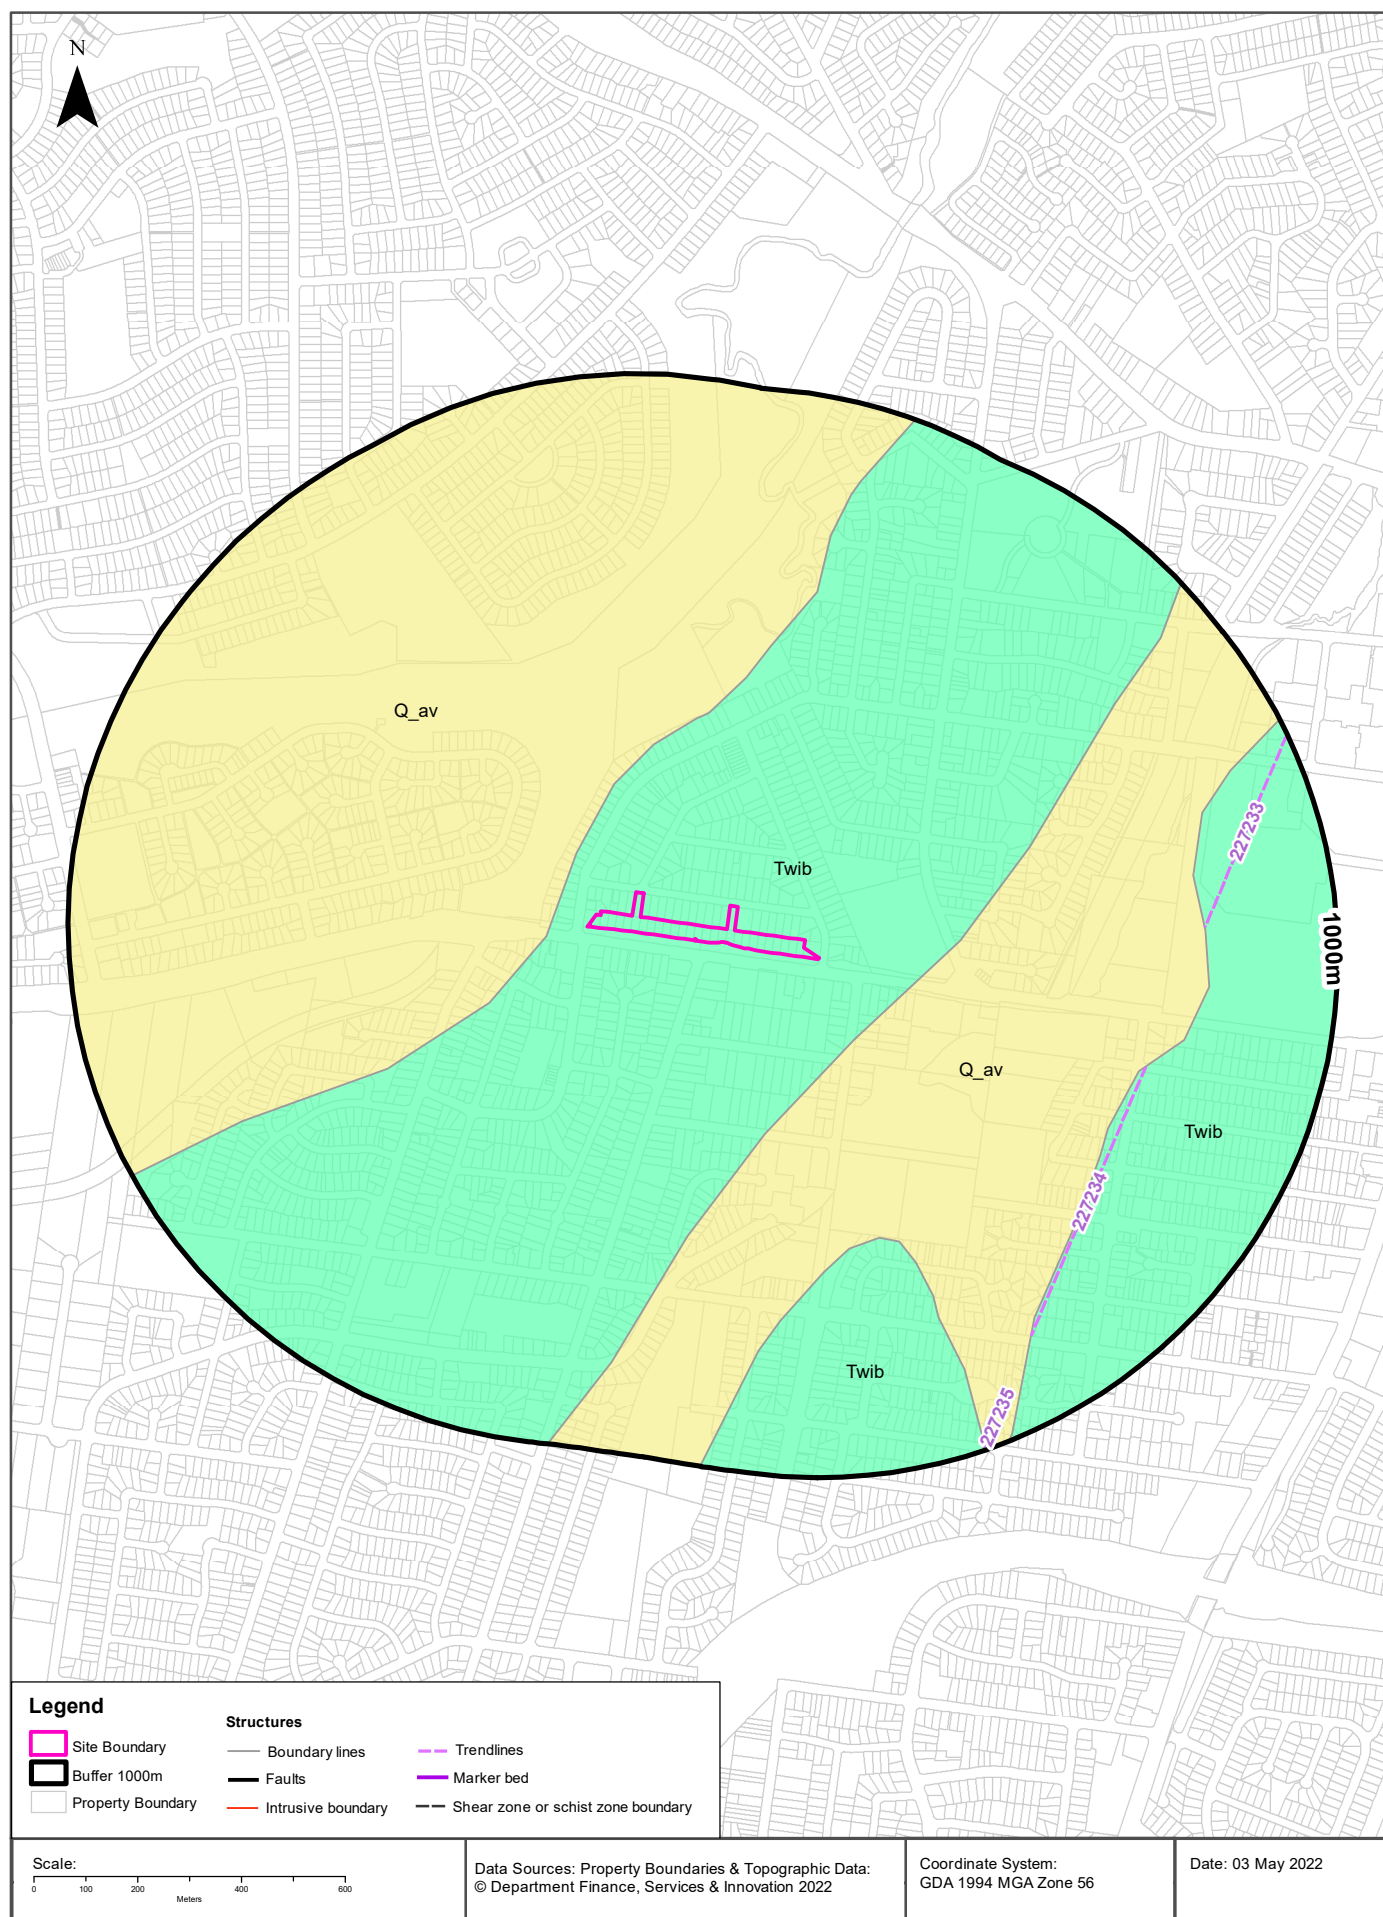 N
Q_av
Twib
227233
1000m
Q_av
Twib
227234
Twib
227235
Legend
Site Boundary
Buffer 1000m
Property Boundary
Structures
Boundary lines
Faults
Intrusive boundary
Trendlines
Marker bed
Shear zone or schist zone boundary
Scale:
0 100 200 400 600
Meters
Data Sources: Property Boundaries & Topographic Data:
© Department Finance, Services & Innovation 2022
Coordinate System:
GDA 1994 MGA Zone 56
Date: 03 May 2022